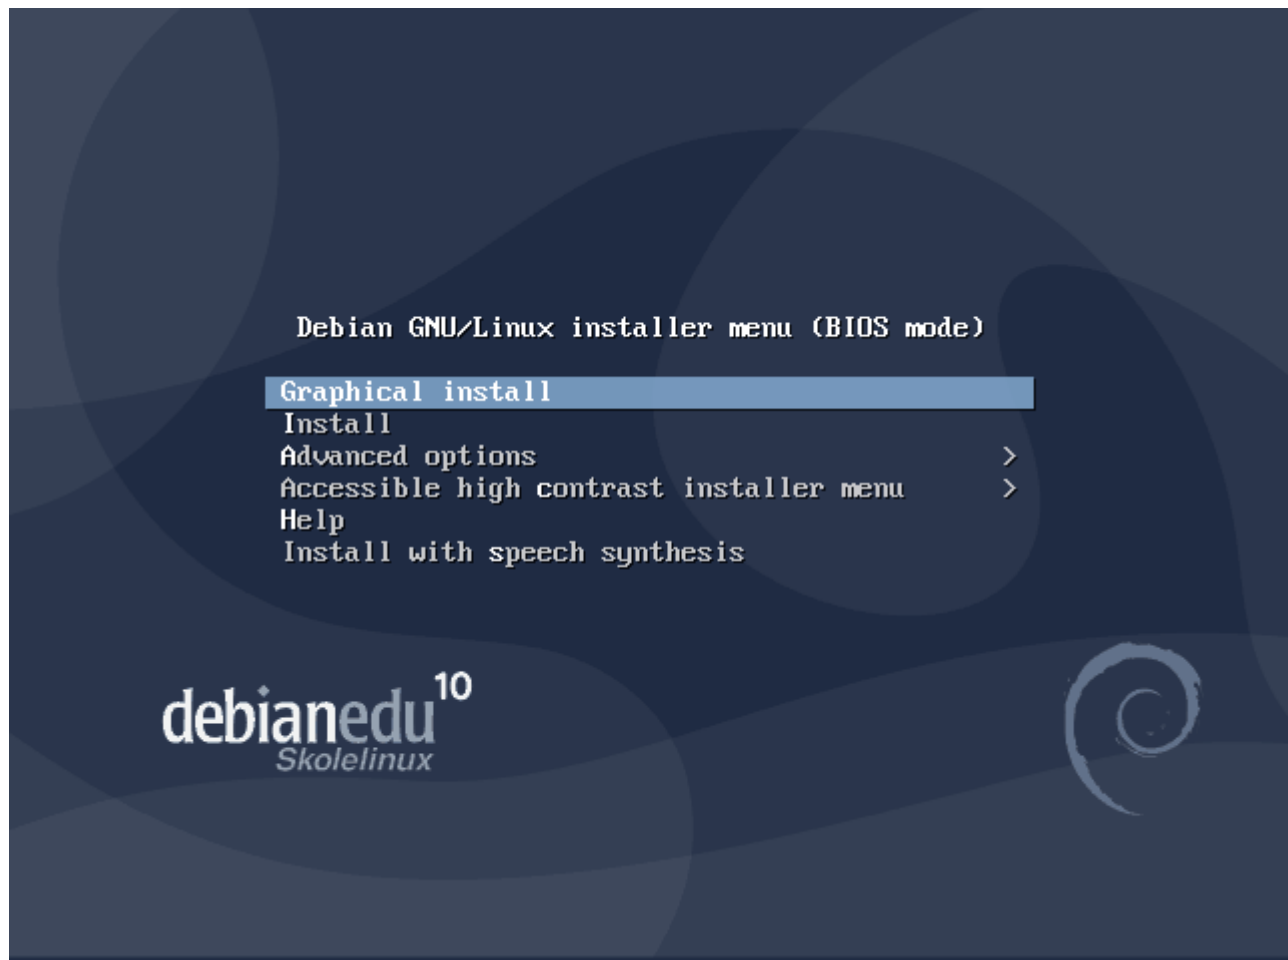 Debian GNU/Linux installer menu (BIOS mode)
Graphical install
Install
Advanced options >
Accessible high contrast installer menu >
Help
Install with speech synthesis
debianedu 10
Skolelinux